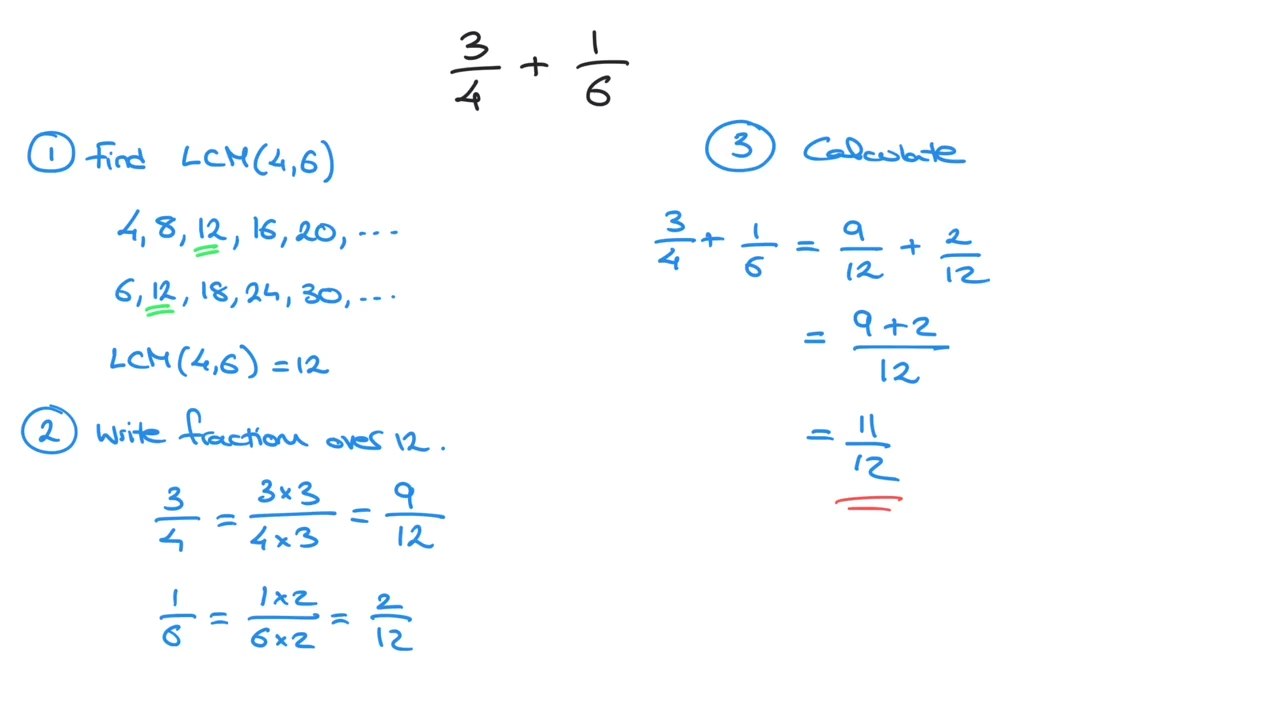 3/4 + 1/6
① Find LCM(4,6)
4, 8, 12, 16, 20, ...
6, 12, 18, 24, 30, ...
LCM(4,6) = 12
② Write fraction over 12.
3/4 = 3×3/4×3 = 9/12
1/6 = 1×2/6×2 = 2/12
③ Calculate
3/4 + 1/6 = 9/12 + 2/12
= 9+2/12
= 11/12